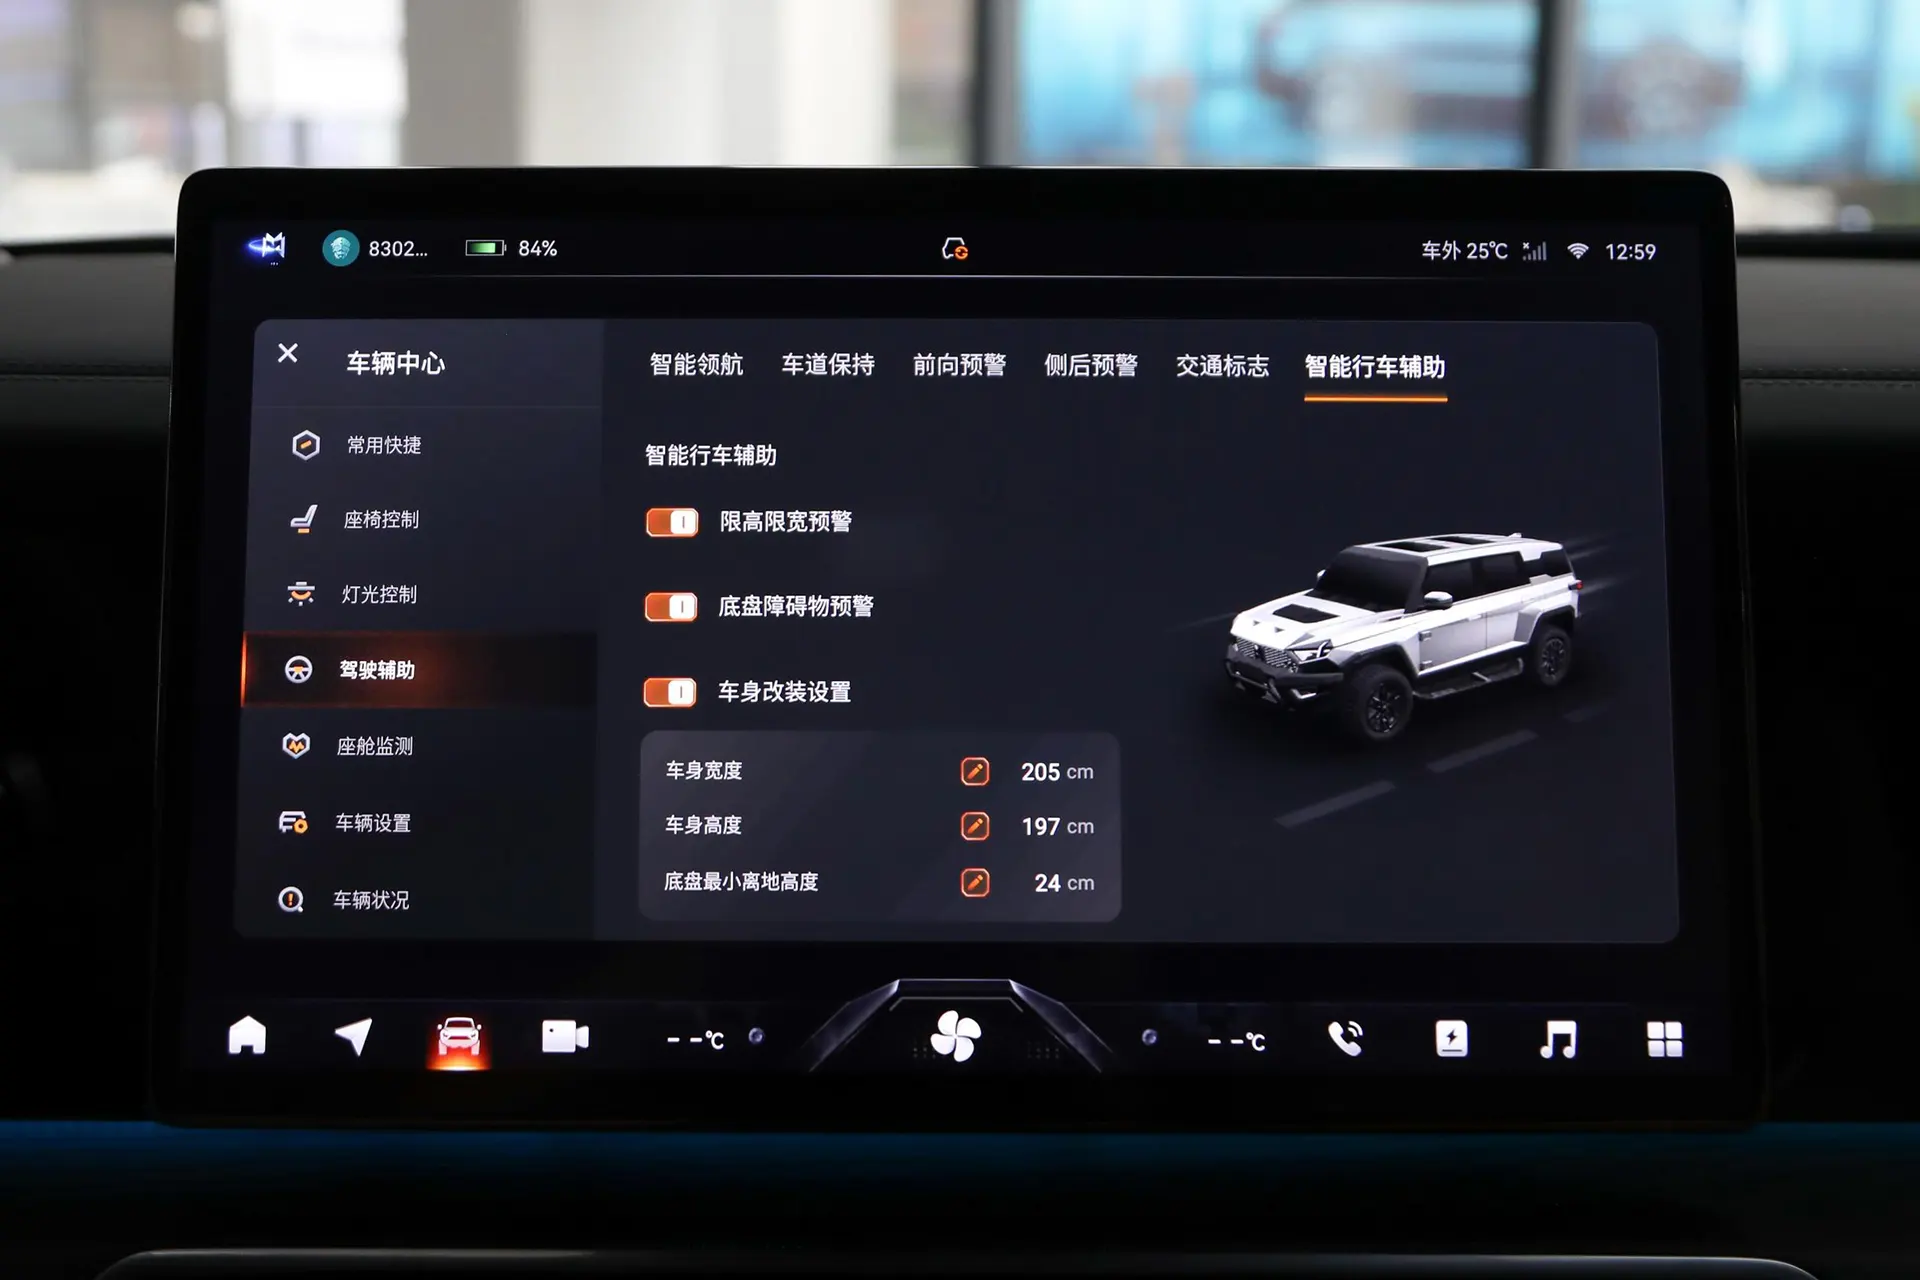 8302... 84% 车外 25℃ 12:59
车辆中心
常用快捷
座椅控制
灯光控制
驾驶辅助
座舱监测
车辆设置
车辆状况
智能领航 车道保持 前向预警 侧后预警 交通标志 智能行车辅助
智能行车辅助
限高限宽预警
底盘障碍物预警
车身改装设置
车身宽度 205 cm
车身高度 197 cm
底盘最小离地高度 24 cm
--℃ --℃